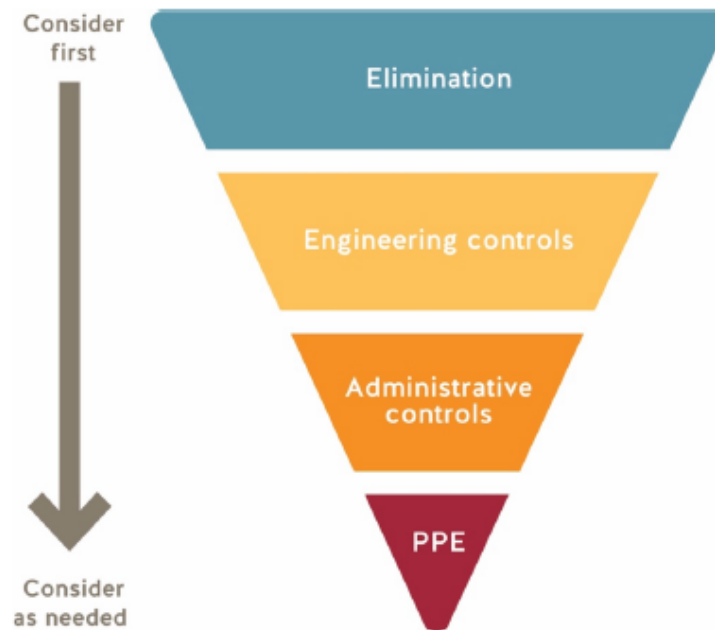 Consider
first
Elimination
Engineering controls
Administrative
controls
PPE
Consider
as needed